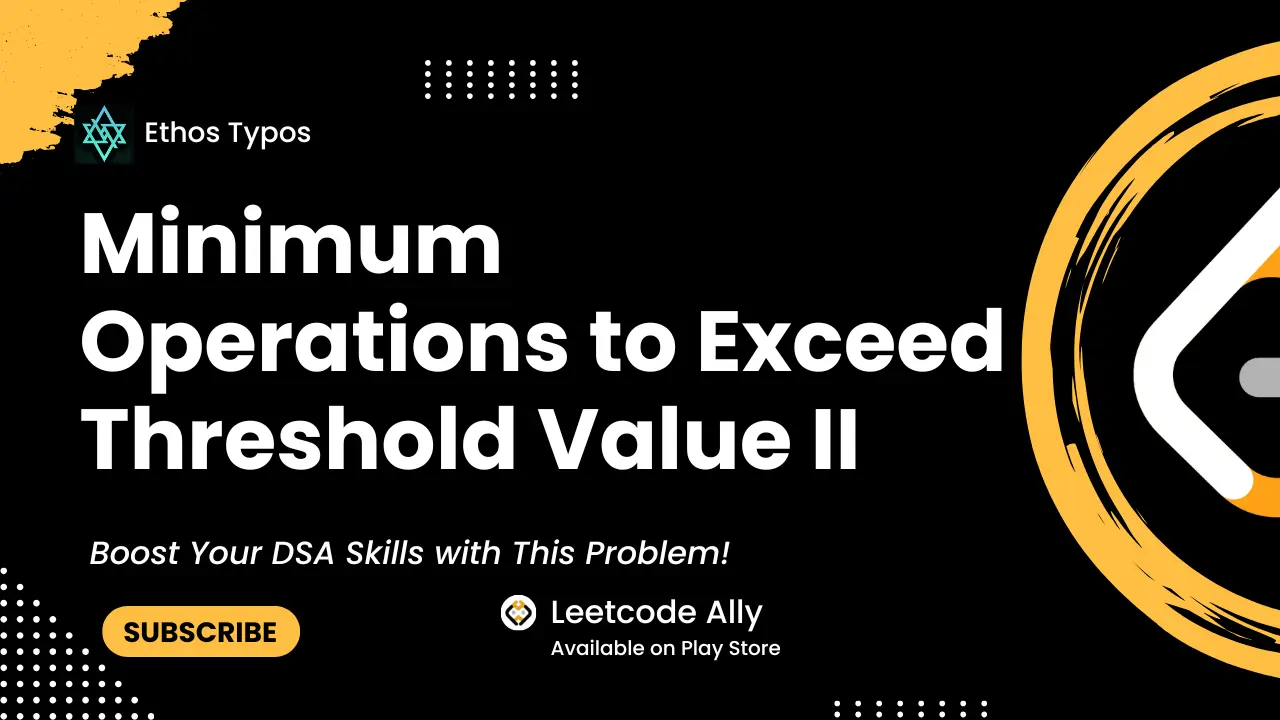 Ethos Typos
Minimum
Operations to Exceed
Threshold Value II
Boost Your DSA Skills with This Problem!
SUBSCRIBE
Leetcode Ally
Available on Play Store